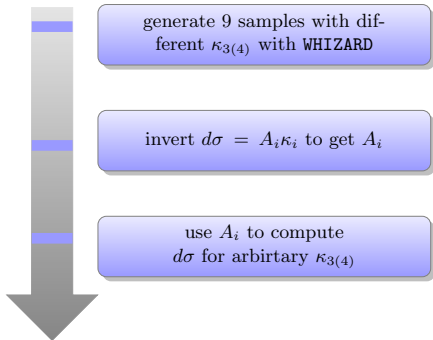 generate 9 samples with dif-
ferent κ₃₍₄₎ with WHIZARD
invert dσ = Aᵢκᵢ to get Aᵢ
use Aᵢ to compute
dσ for arbirtary κ₃₍₄₎